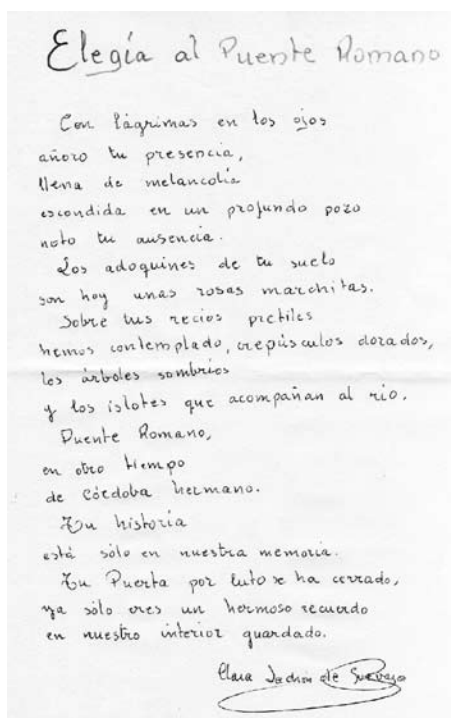 Elegía al Puente Romano
Con lágrimas en los ojos
añoro tu presencia,
llena de melancolía
escondida en un profundo pozo
noto tu ausencia.
Los adoquines de tu suelo
son hoy unas rosas marchitas.
Sobre tus recios pretiles
hemos contemplado, crepúsculos dorados,
los árboles sombríos
y los islotes que acompañan al río.
Puente Romano,
en otro tiempo
de Córdoba hermano.
Tu historia
está sólo en nuestra memoria.
Tu Puerta por luto se ha cerrado,
ya sólo eres un hermoso recuerdo
en nuestro interior guardado.
Clara Ladrón de Guevara